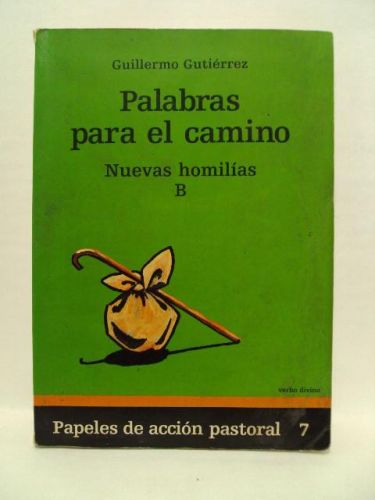 Guillermo Gutiérrez
Palabras
para el camino
Nuevas homilías
B
verbo divino
Papeles de acción pastoral 7